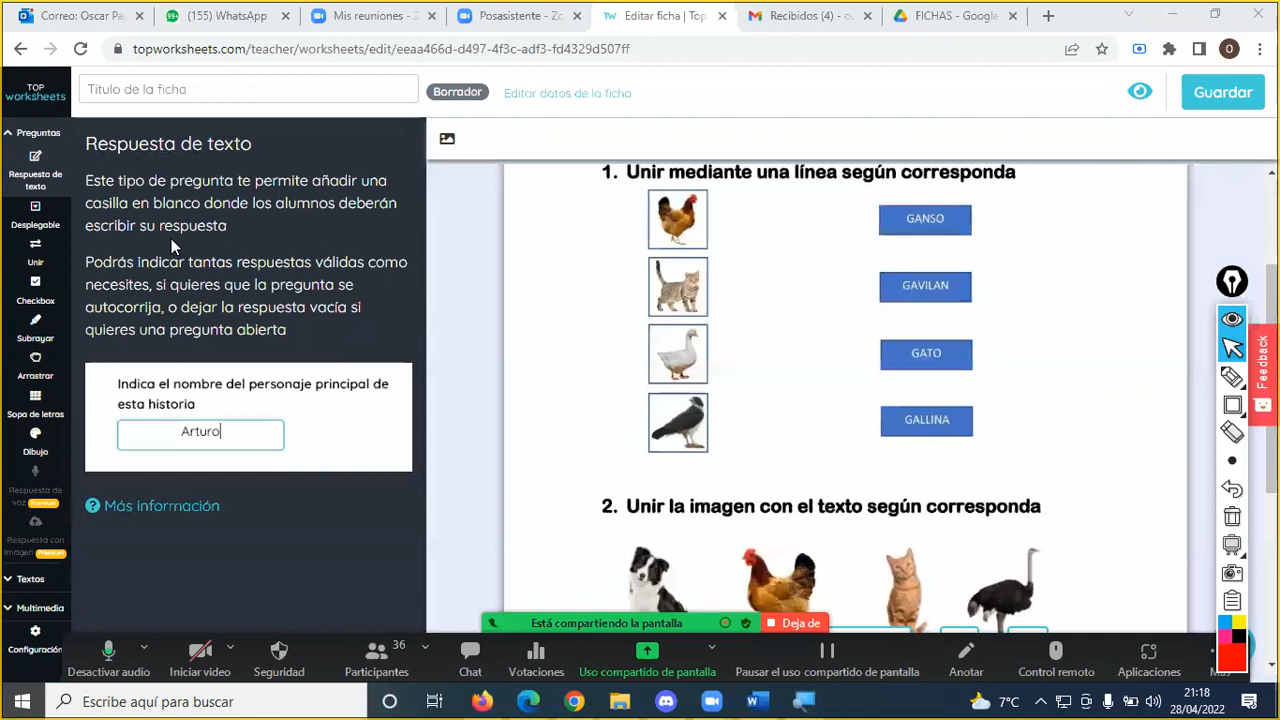 Correo: Oscar Pa
(155) WhatsApp
Mis reuniones - Z
Posasistente - Zo
TW Editar ficha | Top
Recibidos (4) - o
FICHAS - Google
topworksheets.com/teacher/worksheets/edit/eeaa466d-d497-4f3c-adf3-fd4329d507ff
O
TOP
worksheets
Titulo de la ficha
Borrador
Editar datos de la ficha
Guardar
Preguntas
Respuesta de
texto
Desplegable
Unir
Checkbox
Subrayar
Arrastrar
Sopa de letras
Dibujo
Respuesta de
voz Premium
Respuesta con
imagen Premium
Textos
Multimedia
Configuración
Respuesta de texto
Este tipo de pregunta te permite añadir una
casilla en blanco donde los alumnos deberán
escribir su respuesta
Podrás indicar tantas respuestas válidas como
necesites, si quieres que la pregunta se
autocorrija, o dejar la respuesta vacía si
quieres una pregunta abierta
Indica el nombre del personaje principal de
esta historia
Arturo
? Más información
1. Unir mediante una línea según corresponda
GANSO
GAVILAN
GATO
GALLINA
2. Unir la imagen con el texto según corresponda
Feedback
Está compartiendo la pantalla
Deja de
Desactivar audio
Iniciar video
Seguridad
Participantes
36
Chat
Votaciones
Uso compartido de pantalla
Pausar el uso compartido de pantalla
Anotar
Control remoto
Aplicaciones
Más
Escribe aquí para buscar
7°C
21:18
28/04/2022